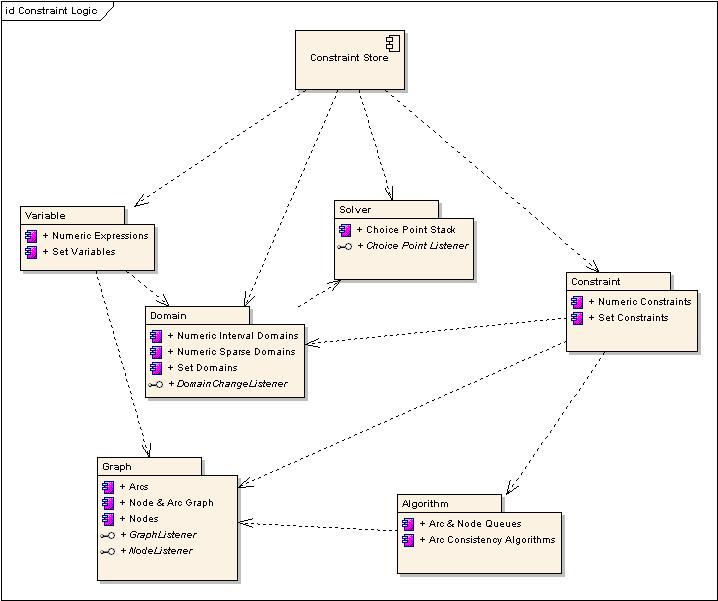 id Constraint Logic
Constraint Store
Variable
+ Numeric Expressions
+ Set Variables
Solver
+ Choice Point Stack
+ Choice Point Listener
Constraint
+ Numeric Constraints
+ Set Constraints
Domain
+ Numeric Interval Domains
+ Numeric Sparse Domains
+ Set Domains
+ DomainChangeListener
Graph
+ Arcs
+ Node & Arc Graph
+ Nodes
+ GraphListener
+ NodeListener
Algorithm
+ Arc & Node Queues
+ Arc Consistency Algorithms